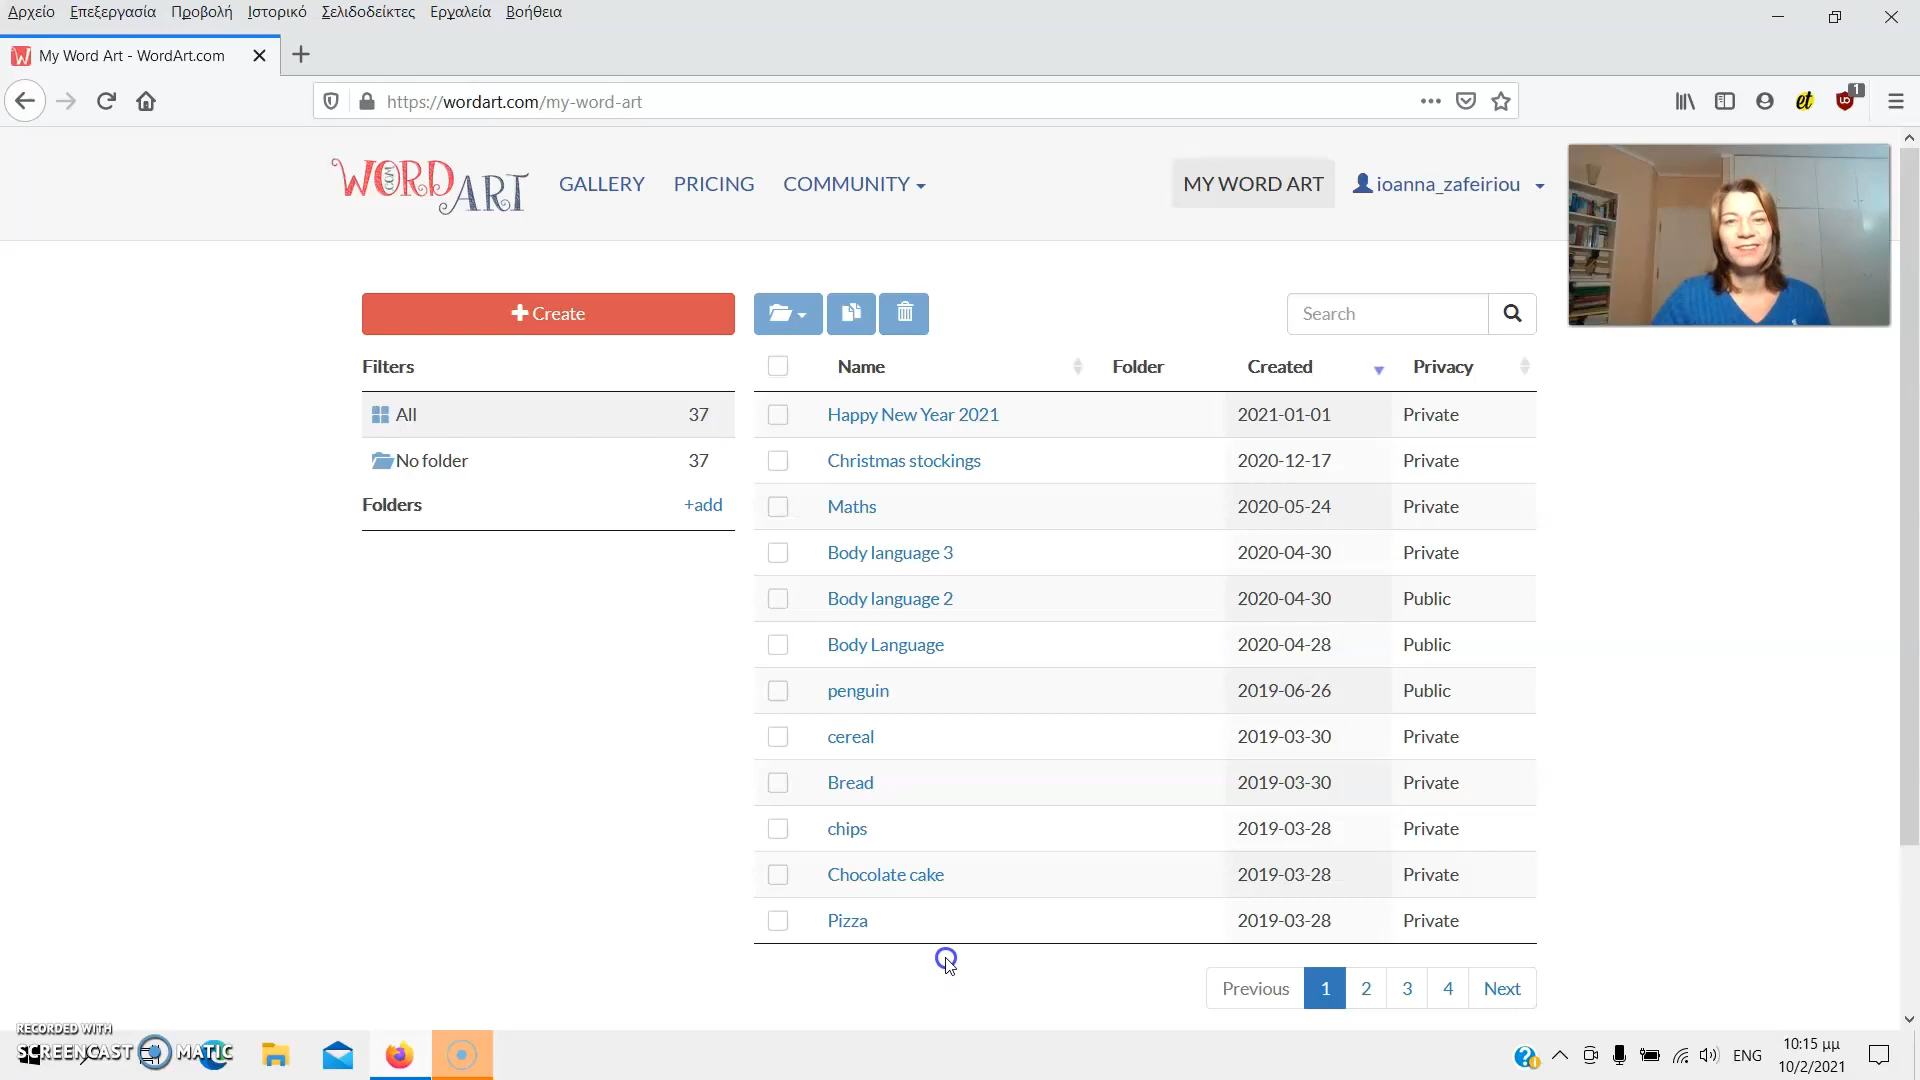 Αρχείο Επεξεργασία Προβολή Ιστορικό Σελιδοδείκτες Εργαλεία Βοήθεια
My Word Art - WordArt.com
https://wordart.com/my-word-art
1
WORD.COM ART GALLERY PRICING COMMUNITY MY WORD ART ioanna_zafeiriou
Create
Search
Filters
Name Folder Created Privacy
All 37
Happy New Year 2021 2021-01-01 Private
No folder 37
Christmas stockings 2020-12-17 Private
Folders +add
Maths 2020-05-24 Private
Body language 3 2020-04-30 Private
Body language 2 2020-04-30 Public
Body Language 2020-04-28 Public
penguin 2019-06-26 Public
cereal 2019-03-30 Private
Bread 2019-03-30 Private
chips 2019-03-28 Private
Chocolate cake 2019-03-28 Private
Pizza 2019-03-28 Private
Previous 1 2 3 4 Next
RECORDED WITH
SCREENCAST MATIC
ENG
10:15 μμ
10/2/2021